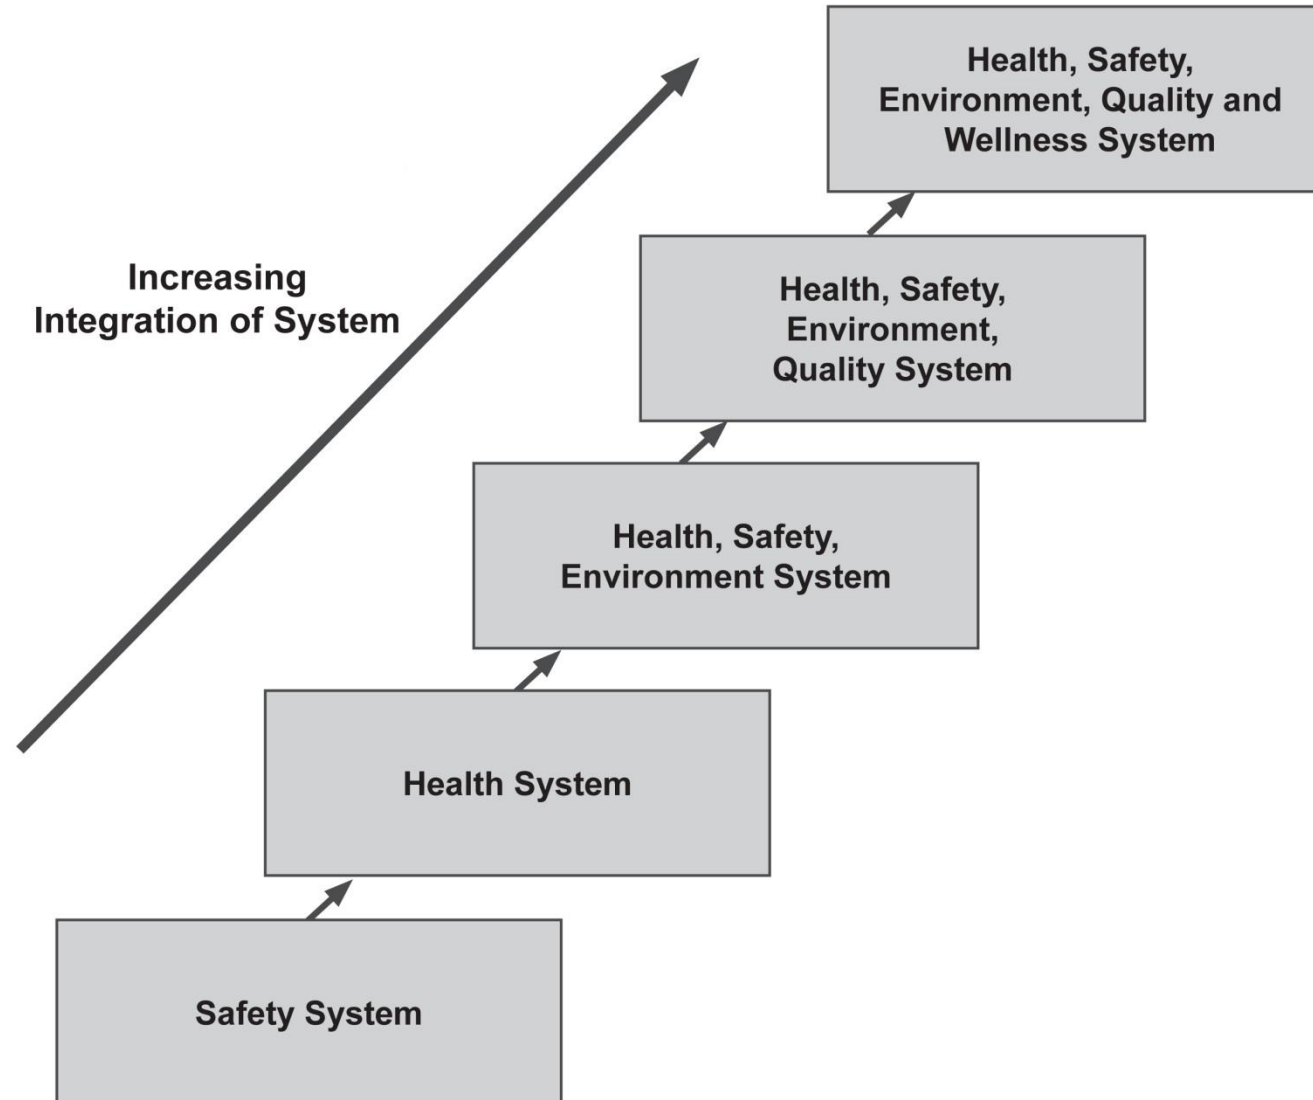 Health, Safety,
Environment, Quality and
Wellness System
Increasing
Integration of System
Health, Safety,
Environment,
Quality System
Health, Safety,
Environment System
Health System
Safety System